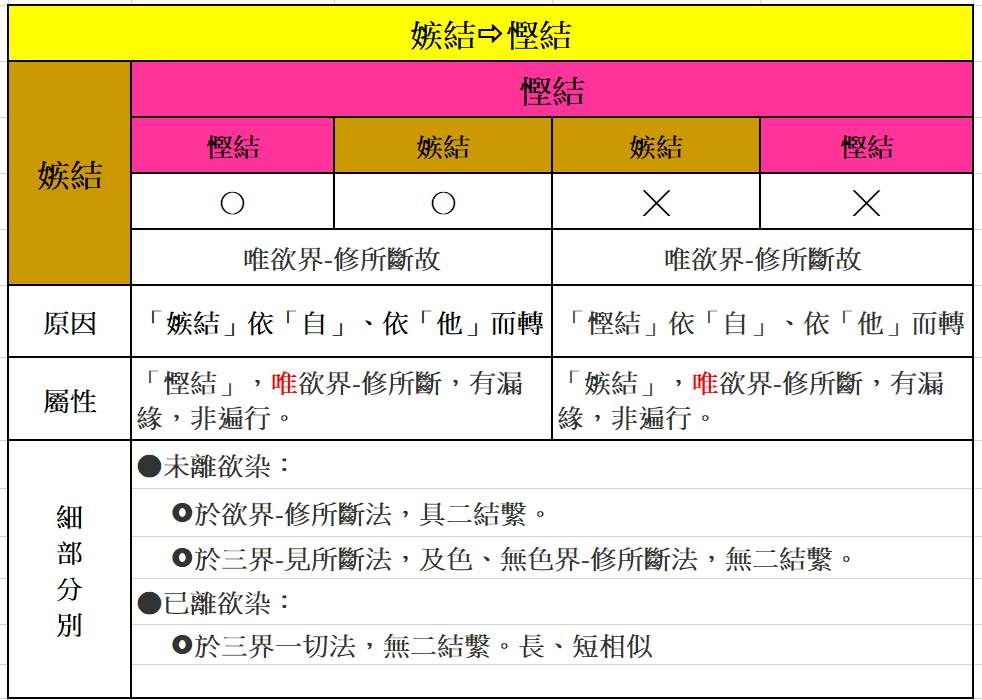 嫉結⇨慳結
嫉結
慳結
慳結
嫉結
嫉結
慳結
○
○
╳
╳
唯欲界-修所斷故
唯欲界-修所斷故
原因
「嫉結」依「自」、依「他」而轉
「慳結」依「自」、依「他」而轉
屬性
「慳結」，唯欲界-修所斷，有漏
緣，非遍行。
「嫉結」，唯欲界-修所斷，有漏
緣，非遍行。
細
部
分
別
●未離欲染：
⭘於欲界-修所斷法，具二結繫。
⭘於三界-見所斷法，及色、無色界-修所斷法，無二結繫。
●已離欲染：
⭘於三界一切法，無二結繫。長、短相似